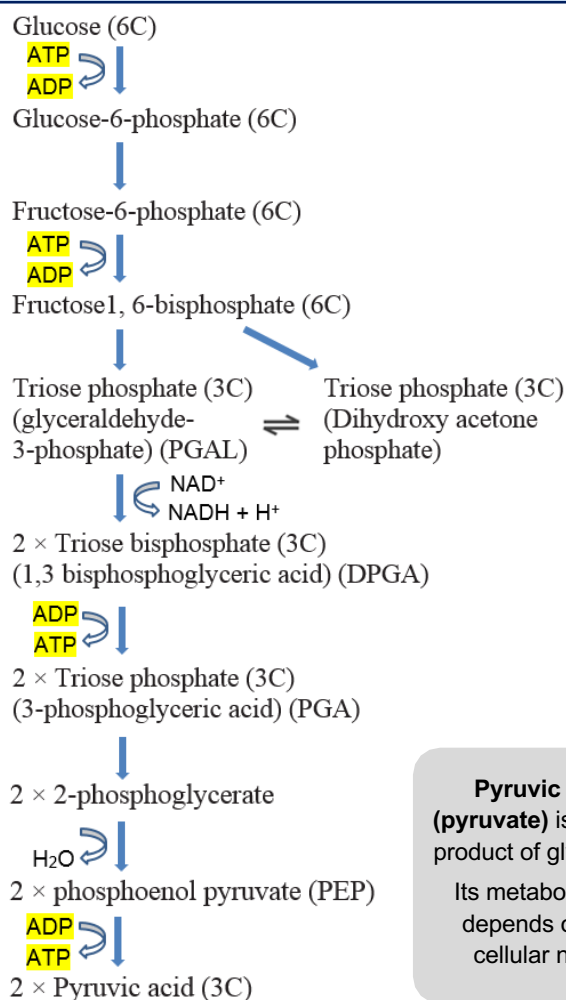 Glucose (6C)
ATP
ADP
Glucose-6-phosphate (6C)
Fructose-6-phosphate (6C)
ATP
ADP
Fructose1, 6-bisphosphate (6C)
Triose phosphate (3C)
(glyceraldehyde-
3-phosphate) (PGAL)
Triose phosphate (3C)
(Dihydroxy acetone
phosphate)
NAD⁺
NADH + H⁺
2 × Triose bisphosphate (3C)
(1,3 bisphosphoglyceric acid) (DPGA)
ADP
ATP
2 × Triose phosphate (3C)
(3-phosphoglyceric acid) (PGA)
2 × 2-phosphoglycerate
H₂O
2 × phosphoenol pyruvate (PEP)
ADP
ATP
2 × Pyruvic acid (3C)
Pyruvic
(pyruvate) is
product of gl
Its metabo
depends
cellular